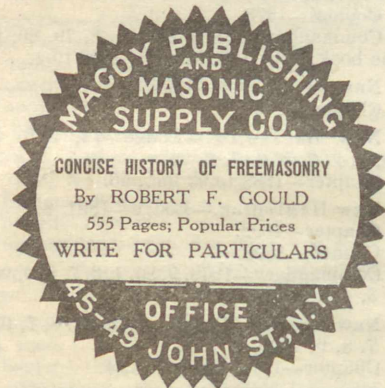 MACOY PUBLISHING
AND
MASONIC
SUPPLY CO.
CONCISE HISTORY OF FREEMASONRY
By ROBERT F. GOULD
555 Pages; Popular Prices
WRITE FOR PARTICULARS
OFFICE
45-49 JOHN ST., N.Y.